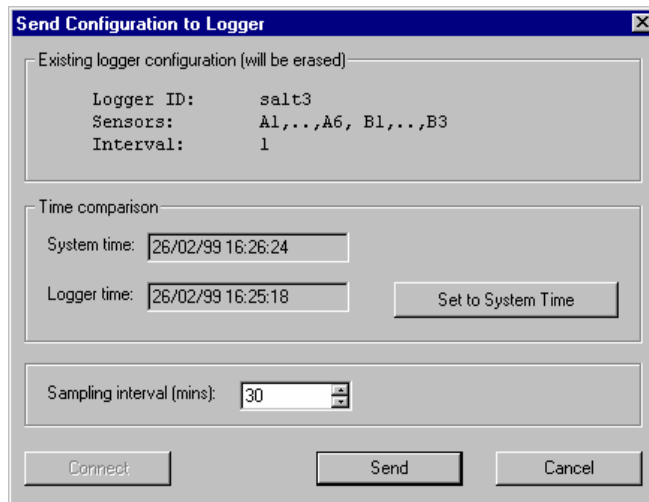 Send Configuration to Logger
Existing logger configuration (will be erased)
Logger ID: salt3
Sensors: A1,..,A6, B1,..,B3
Interval: 1
Time comparison
System time: 26/02/99 16:26:24
Logger time: 26/02/99 16:25:18
Set to System Time
Sampling interval (mins): 30
Connect Send Cancel